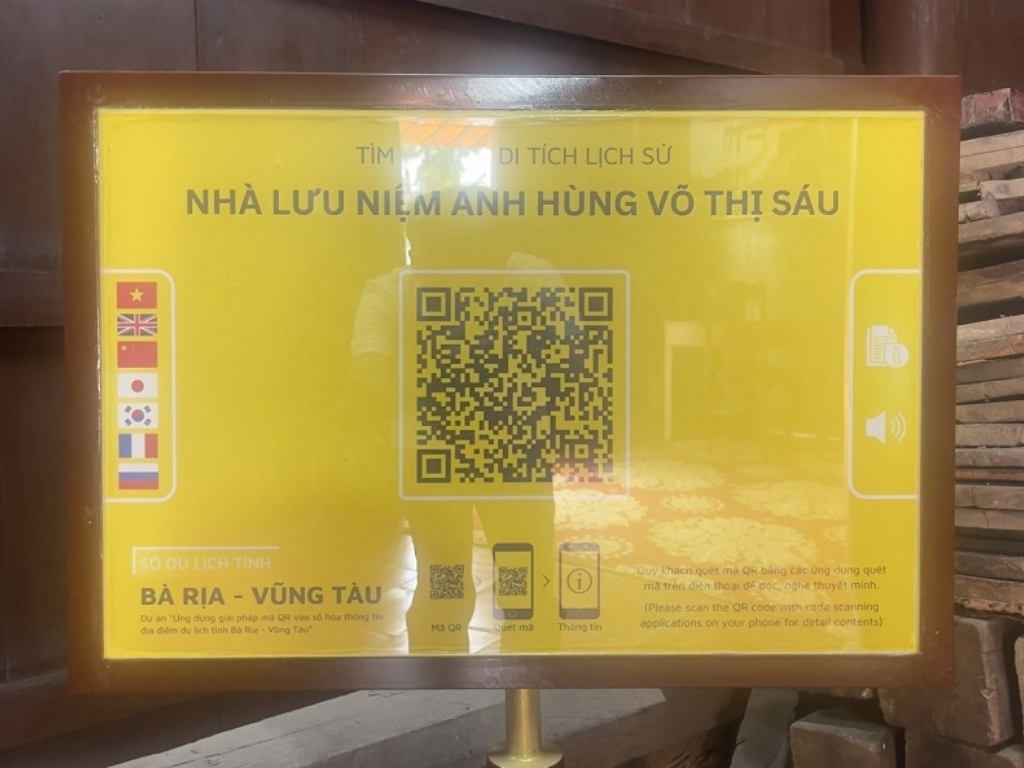 TÌM DI TÍCH LỊCH SỬ
NHÀ LƯU NIỆM ANH HÙNG VÕ THỊ SÁU
SỞ DU LỊCH TỈNH
BÀ RỊA - VŨNG TÀU
Dự án "Ứng dụng giải pháp mã QR vào số hóa thông tin
địa điểm du lịch tỉnh Bà Rịa - Vũng Tàu"
Mã QR
Quét mã
Thông tin
Quý khách quét mã QR bằng các ứng dụng quét
mã trên điện thoại để đọc, nghe thuyết minh.
(Please scan the QR code with code scanning
applications on your phone for detail contents)